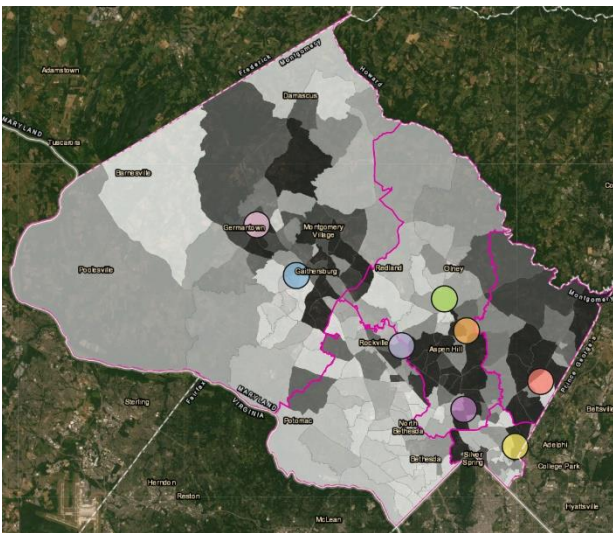 Adamstown
Frederick
Montgomery
Howard
Damascus
MARYLAND
Tuscarora
Barnesville
Germantown
Montgomery
Village
Poolesville
Gaithersburg
Redland
Olney
Montgomery
Prince Georges
Rockville
Aspen Hill
Fairfax
MARYLAND
VIRGINIA
Sterling
Potomac
North
Bethesda
Beltsville
Bethesda
Silver
Spring
Adelphi
College Park
Herndon
Reston
Hyattsville
McLean